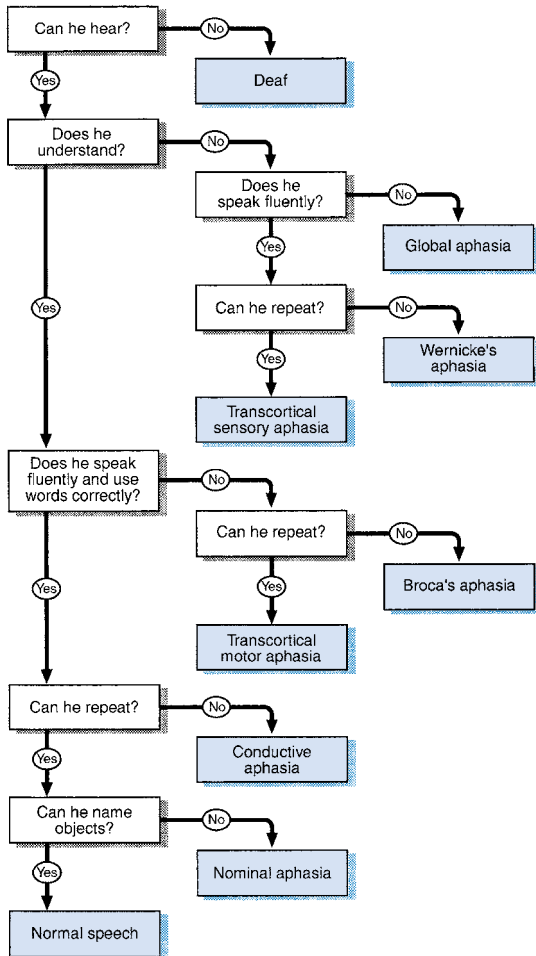 Can he hear?
No
Deaf
Yes
Does he
understand?
No
Does he
speak fluently?
No
Global aphasia
Yes
Can he repeat?
No
Wernicke's
aphasia
Yes
Transcortical
sensory aphasia
Yes
Does he speak
fluently and use
words correctly?
No
Can he repeat?
No
Broca's aphasia
Yes
Transcortical
motor aphasia
Yes
Can he repeat?
No
Conductive
aphasia
Yes
Can he name
objects?
No
Nominal aphasia
Yes
Normal speech